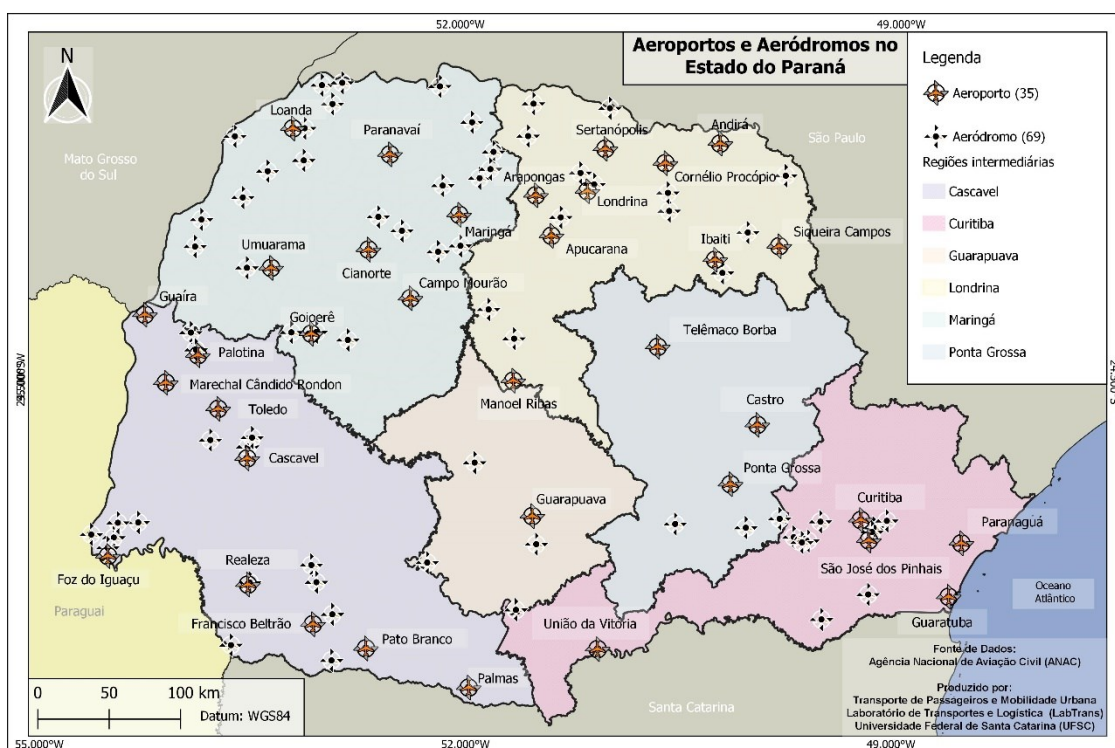 52.000°W
49.000°W
Aeroportos e Aeródromos no
Estado do Paraná
N
Legenda
Aeroporto (35)
Aeródromo (69)
Regiões intermediárias
Cascavel
Curitiba
Guarapuava
Londrina
Maringá
Ponta Grossa
Mato Grosso
do Sul
São Paulo
Loanda
Paranavaí
Sertanópolis
Andirá
Arapongas
Cornélio Procópio
Londrina
Maringá
Apucarana
Ibaiti
Siqueira Campos
Umuarama
Cianorte
Campo Mourão
Guaíra
Goioerê
Telêmaco Borba
Palotina
Marechal Cândido Rondon
Manoel Ribas
Toledo
Castro
Cascavel
Ponta Grossa
Guarapuava
Curitiba
Paranaguá
Foz do Iguaçu
Realeza
São José dos Pinhais
Paraguai
Oceano
Atlântico
Francisco Beltrão
Pato Branco
União da Vitória
Guaratuba
Palmas
Santa Catarina
Fonte de Dados:
Agência Nacional de Aviação Civil (ANAC)
Produzido por:
Transporte de Passageiros e Mobilidade Urbana
Laboratório de Transportes e Logística (LabTrans)
Universidade Federal de Santa Catarina (UFSC)
0 50 100 km
Datum: WGS84
55.000°W
52.000°W
49.000°W